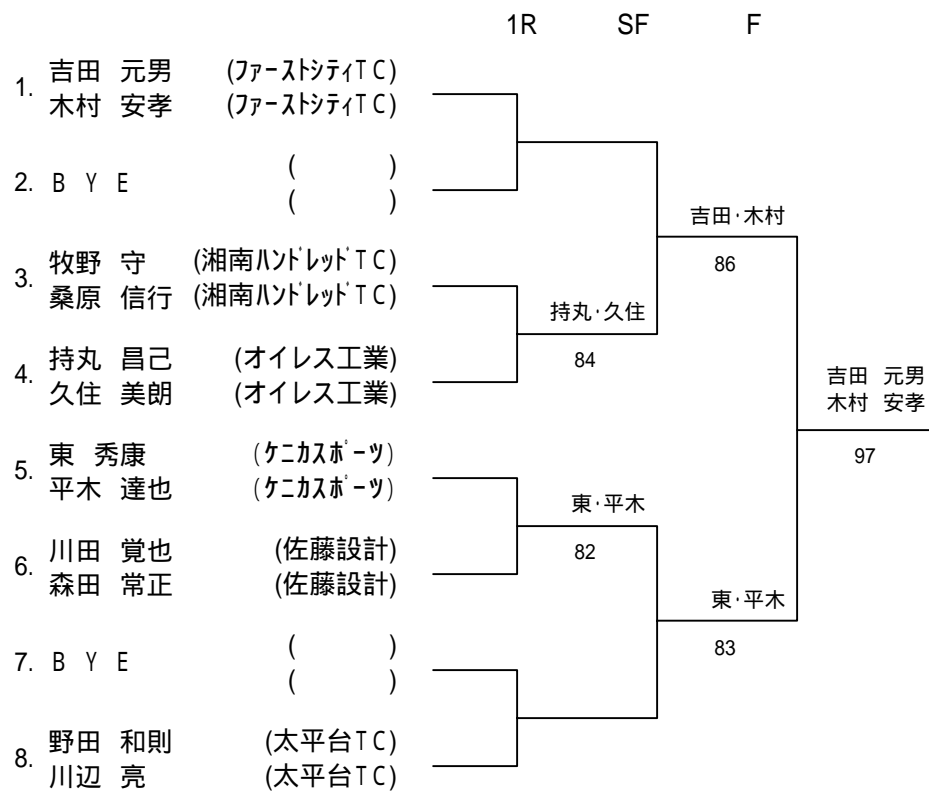 1R SF F
1. 吉田 元男 (ﾌｧｰｽﾄｼﾃｨTC)
木村 安孝 (ﾌｧｰｽﾄｼﾃｨTC)
2. B Y E ( )
( )
吉田･木村
86
3. 牧野 守 (湘南ﾊﾝﾄﾞﾚｯﾄﾞTC)
桑原 信行 (湘南ﾊﾝﾄﾞﾚｯﾄﾞTC)
持丸･久住
84
4. 持丸 昌己 (オイレス工業)
久住 美朗 (オイレス工業)
吉田 元男
木村 安孝
97
5. 東 秀康 (ｹﾆｶｽﾎﾟｰﾂ)
平木 達也 (ｹﾆｶｽﾎﾟｰﾂ)
東･平木
82
6. 川田 覚也 (佐藤設計)
森田 常正 (佐藤設計)
東･平木
83
7. B Y E ( )
( )
8. 野田 和則 (太平台TC)
川辺 亮 (太平台TC)